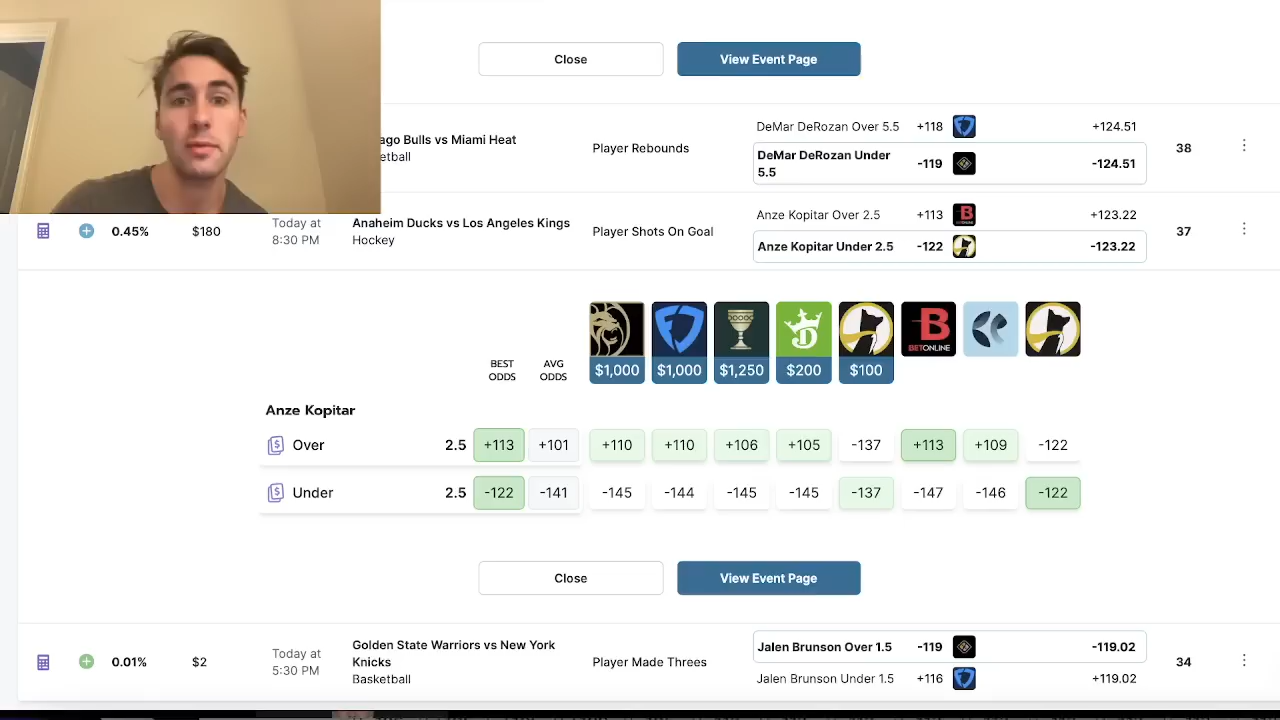 Close
View Event Page
ago Bulls vs Miami Heat
etball
Player Rebounds
DeMar DeRozan Over 5.5 +118 +124.51
DeMar DeRozan Under 5.5 -119 -124.51
38
0.45%
$180
Today at
8:30 PM
Anaheim Ducks vs Los Angeles Kings
Hockey
Player Shots On Goal
Anze Kopitar Over 2.5 +113 +123.22
Anze Kopitar Under 2.5 -122 -123.22
37
BETONLINE
BEST ODDS
AVG ODDS
$1,000 $1,000 $1,250 $200 $100
Anze Kopitar
Over 2.5 +113 +101 +110 +110 +106 +105 -137 +113 +109 -122
Under 2.5 -122 -141 -145 -144 -145 -145 -137 -147 -146 -122
Close
View Event Page
0.01%
$2
Today at
5:30 PM
Golden State Warriors vs New York
Knicks
Basketball
Player Made Threes
Jalen Brunson Over 1.5 -119 -119.02
Jalen Brunson Under 1.5 +116 +119.02
34